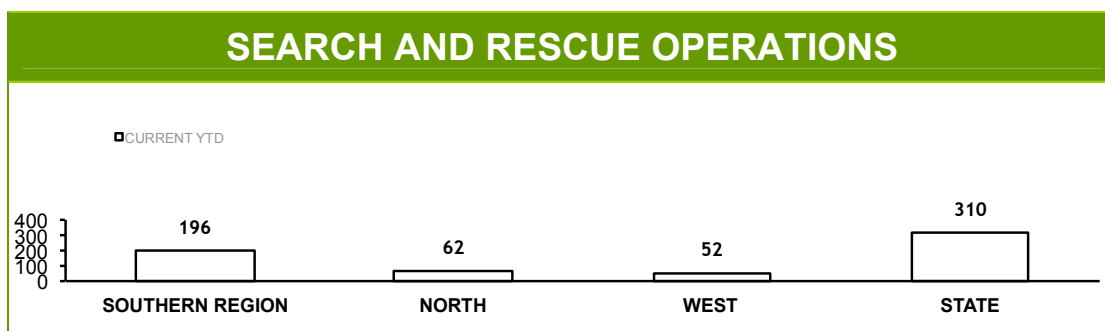 SEARCH AND RESCUE OPERATIONS
CURRENT YTD
400
300
200
100
0
196
62
52
310
SOUTHERN REGION
NORTH
WEST
STATE